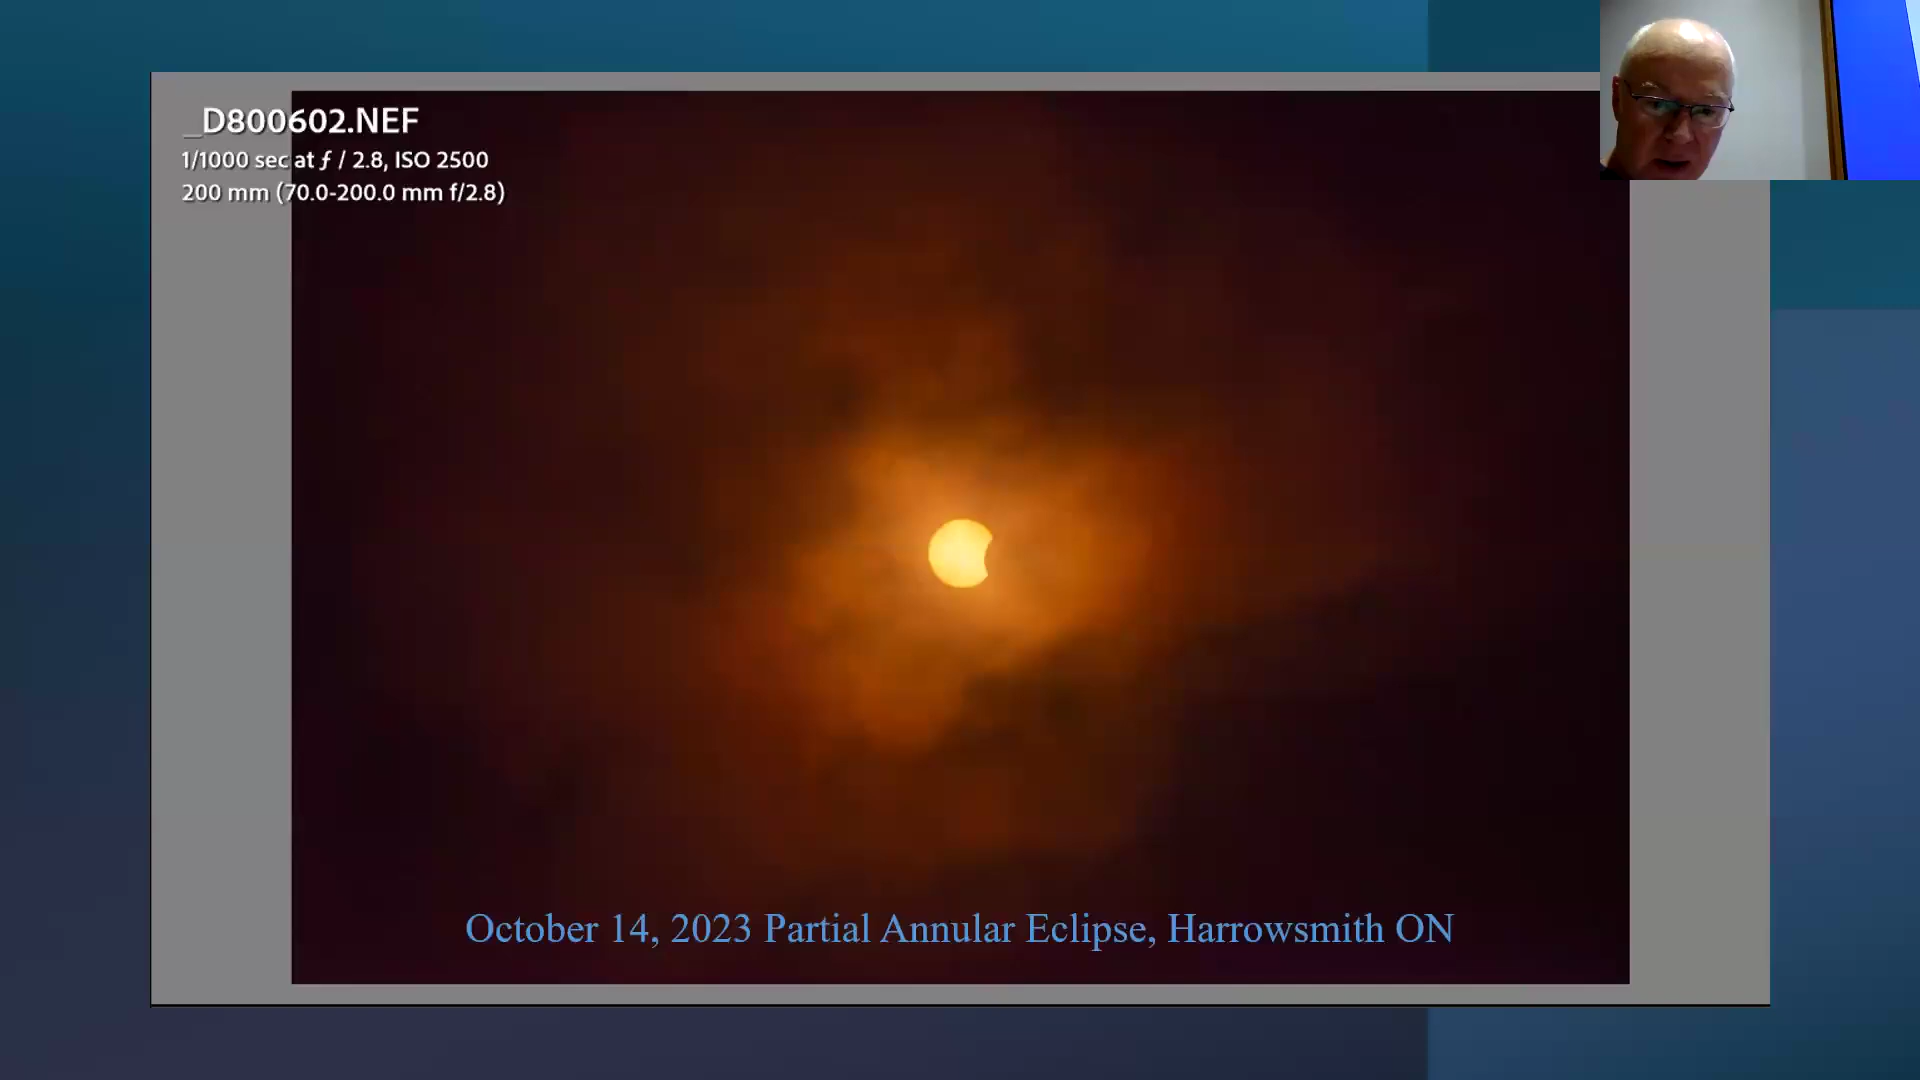 _D800602.NEF
1/1000 sec at ƒ / 2.8, ISO 2500
200 mm (70.0-200.0 mm f/2.8)
October 14, 2023 Partial Annular Eclipse, Harrowsmith ON